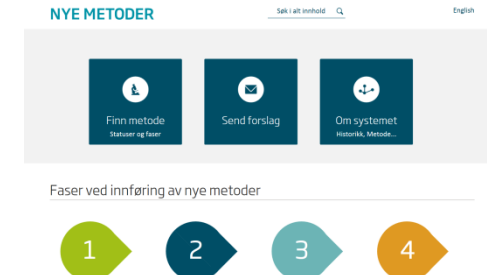 NYE METODER
Søk i alt innhold
English
Finn metode
Statuser og faser
Send forslag
Om systemet
Historikk, Metode...
Faser ved innføring av nye metoder
1
2
3
4